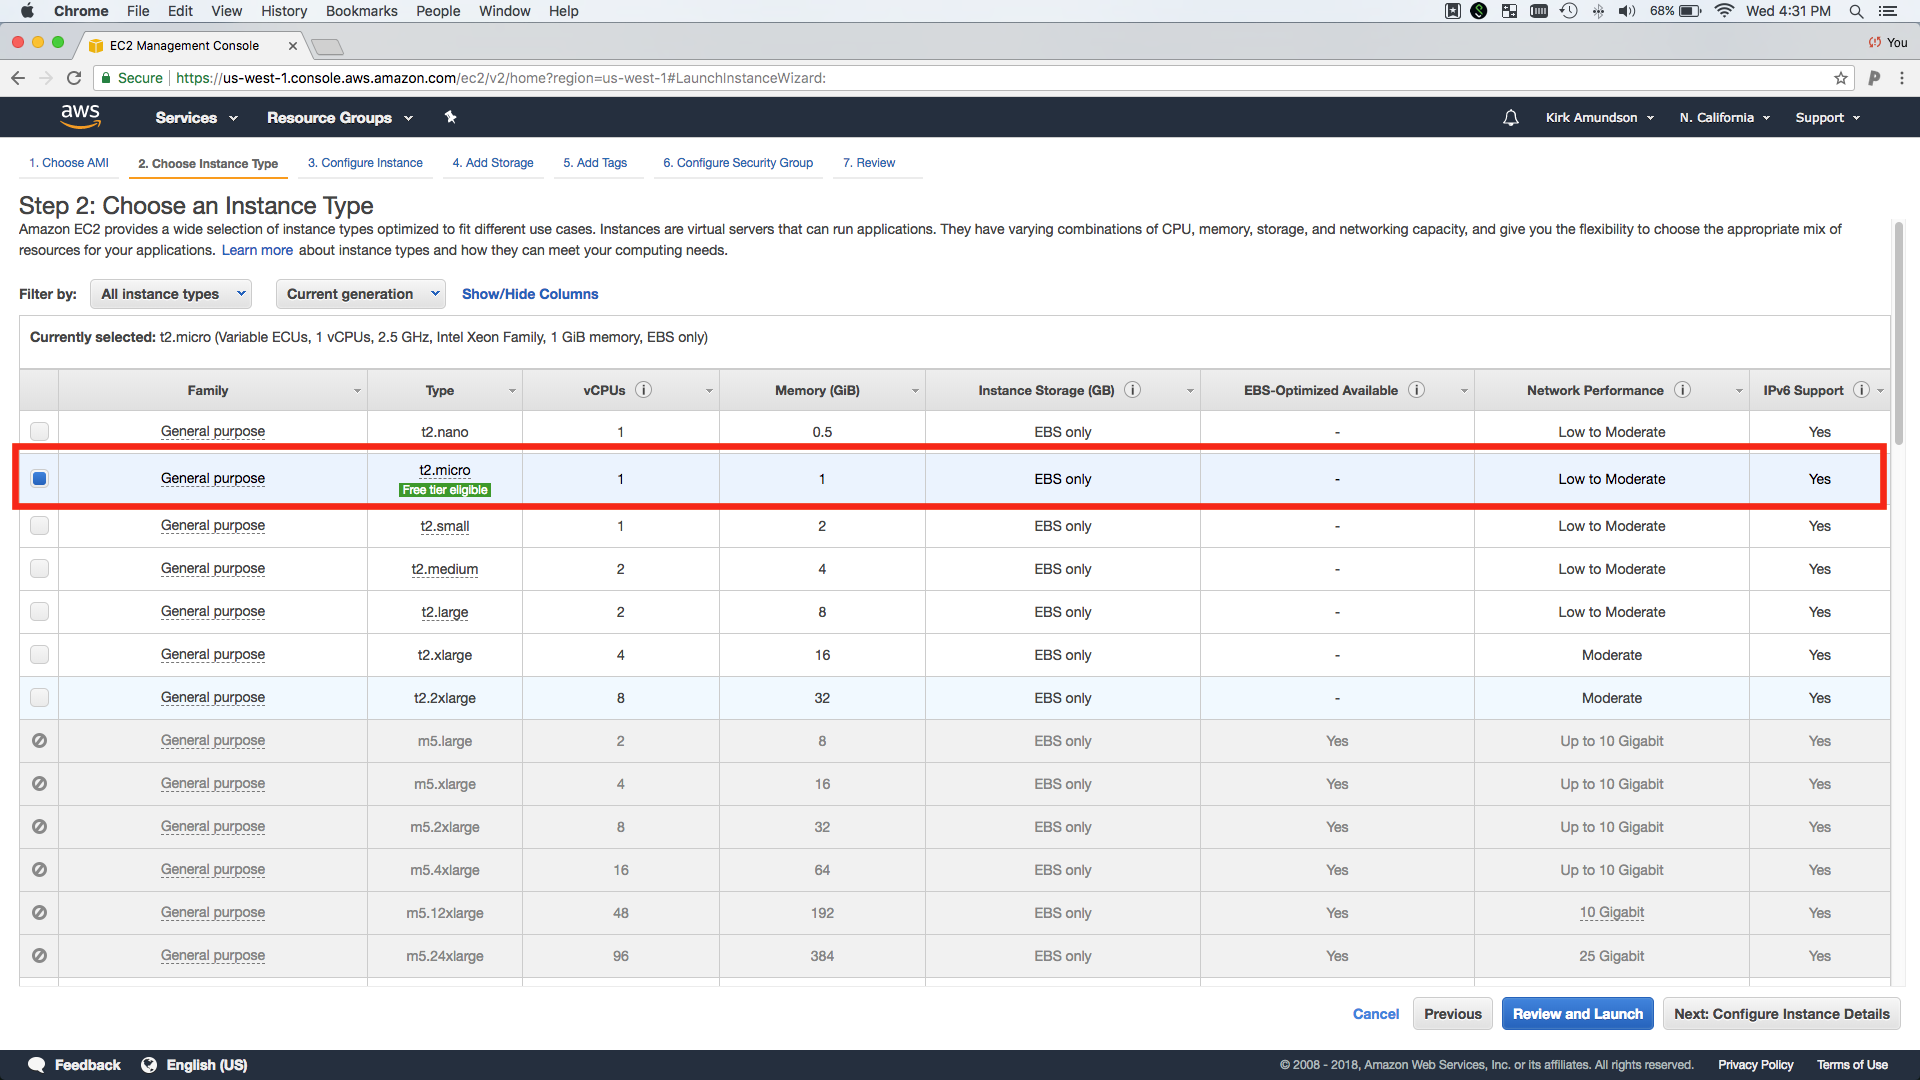 Chrome File Edit View History Bookmarks People Window Help 68% Wed 4:31 PM
EC2 Management Console You
Secure https://us-west-1.console.aws.amazon.com/ec2/v2/home?region=us-west-1#LaunchInstanceWizard:
aws Services Resource Groups Kirk Amundson N. California Support
1. Choose AMI 2. Choose Instance Type 3. Configure Instance 4. Add Storage 5. Add Tags 6. Configure Security Group 7. Review
Step 2: Choose an Instance Type
Amazon EC2 provides a wide selection of instance types optimized to fit different use cases. Instances are virtual servers that can run applications. They have varying combinations of CPU, memory, storage, and networking capacity, and give you the flexibility to choose the appropriate mix of
resources for your applications. Learn more about instance types and how they can meet your computing needs.
Filter by: All instance types Current generation Show/Hide Columns
Currently selected: t2.micro (Variable ECUs, 1 vCPUs, 2.5 GHz, Intel Xeon Family, 1 GiB memory, EBS only)
Family Type vCPUs Memory (GiB) Instance Storage (GB) EBS-Optimized Available Network Performance IPv6 Support
General purpose t2.nano 1 0.5 EBS only - Low to Moderate Yes
General purpose t2.micro 1 1 EBS only - Low to Moderate Yes
Free tier eligible
General purpose t2.small 1 2 EBS only - Low to Moderate Yes
General purpose t2.medium 2 4 EBS only - Low to Moderate Yes
General purpose t2.large 2 8 EBS only - Low to Moderate Yes
General purpose t2.xlarge 4 16 EBS only - Moderate Yes
General purpose t2.2xlarge 8 32 EBS only - Moderate Yes
General purpose m5.large 2 8 EBS only Yes Up to 10 Gigabit Yes
General purpose m5.xlarge 4 16 EBS only Yes Up to 10 Gigabit Yes
General purpose m5.2xlarge 8 32 EBS only Yes Up to 10 Gigabit Yes
General purpose m5.4xlarge 16 64 EBS only Yes Up to 10 Gigabit Yes
General purpose m5.12xlarge 48 192 EBS only Yes 10 Gigabit Yes
General purpose m5.24xlarge 96 384 EBS only Yes 25 Gigabit Yes
Cancel Previous Review and Launch Next: Configure Instance Details
Feedback English (US) © 2008 - 2018, Amazon Web Services, Inc. or its affiliates. All rights reserved. Privacy Policy Terms of Use